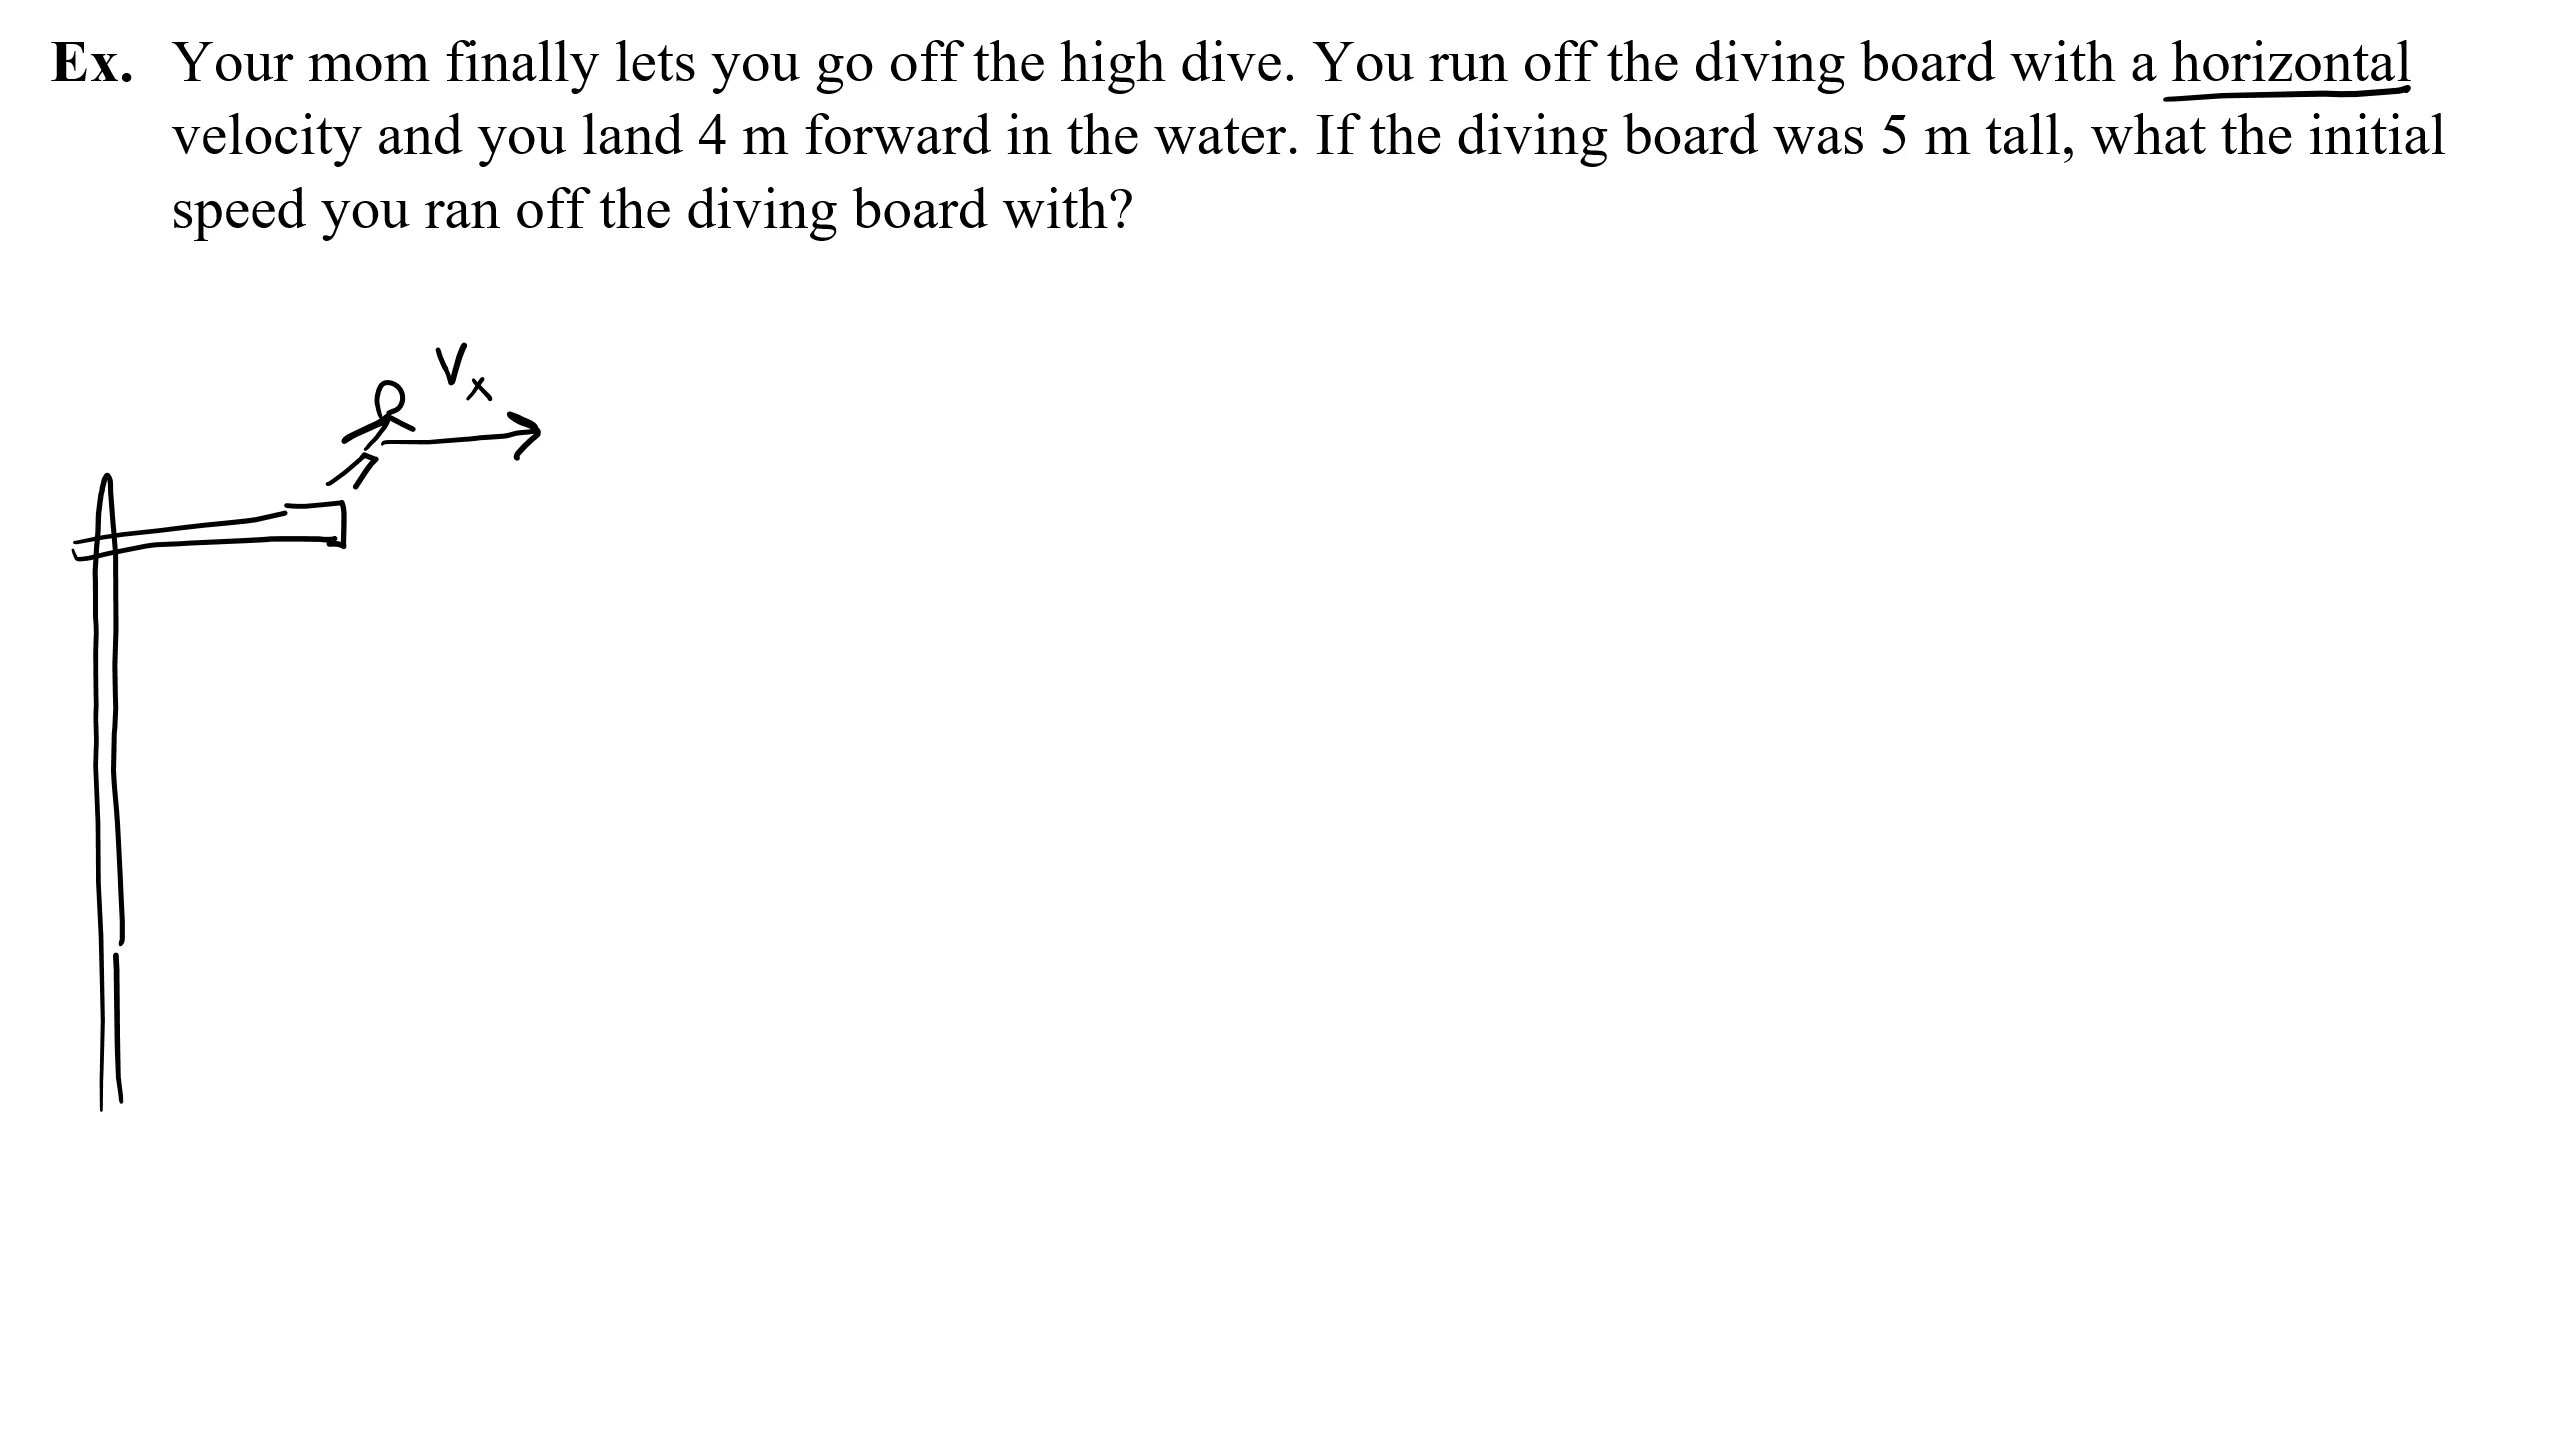 Ex. Your mom finally lets you go off the high dive. You run off the diving board with a horizontal
velocity and you land 4 m forward in the water. If the diving board was 5 m tall, what the initial
speed you ran off the diving board with?
Vx